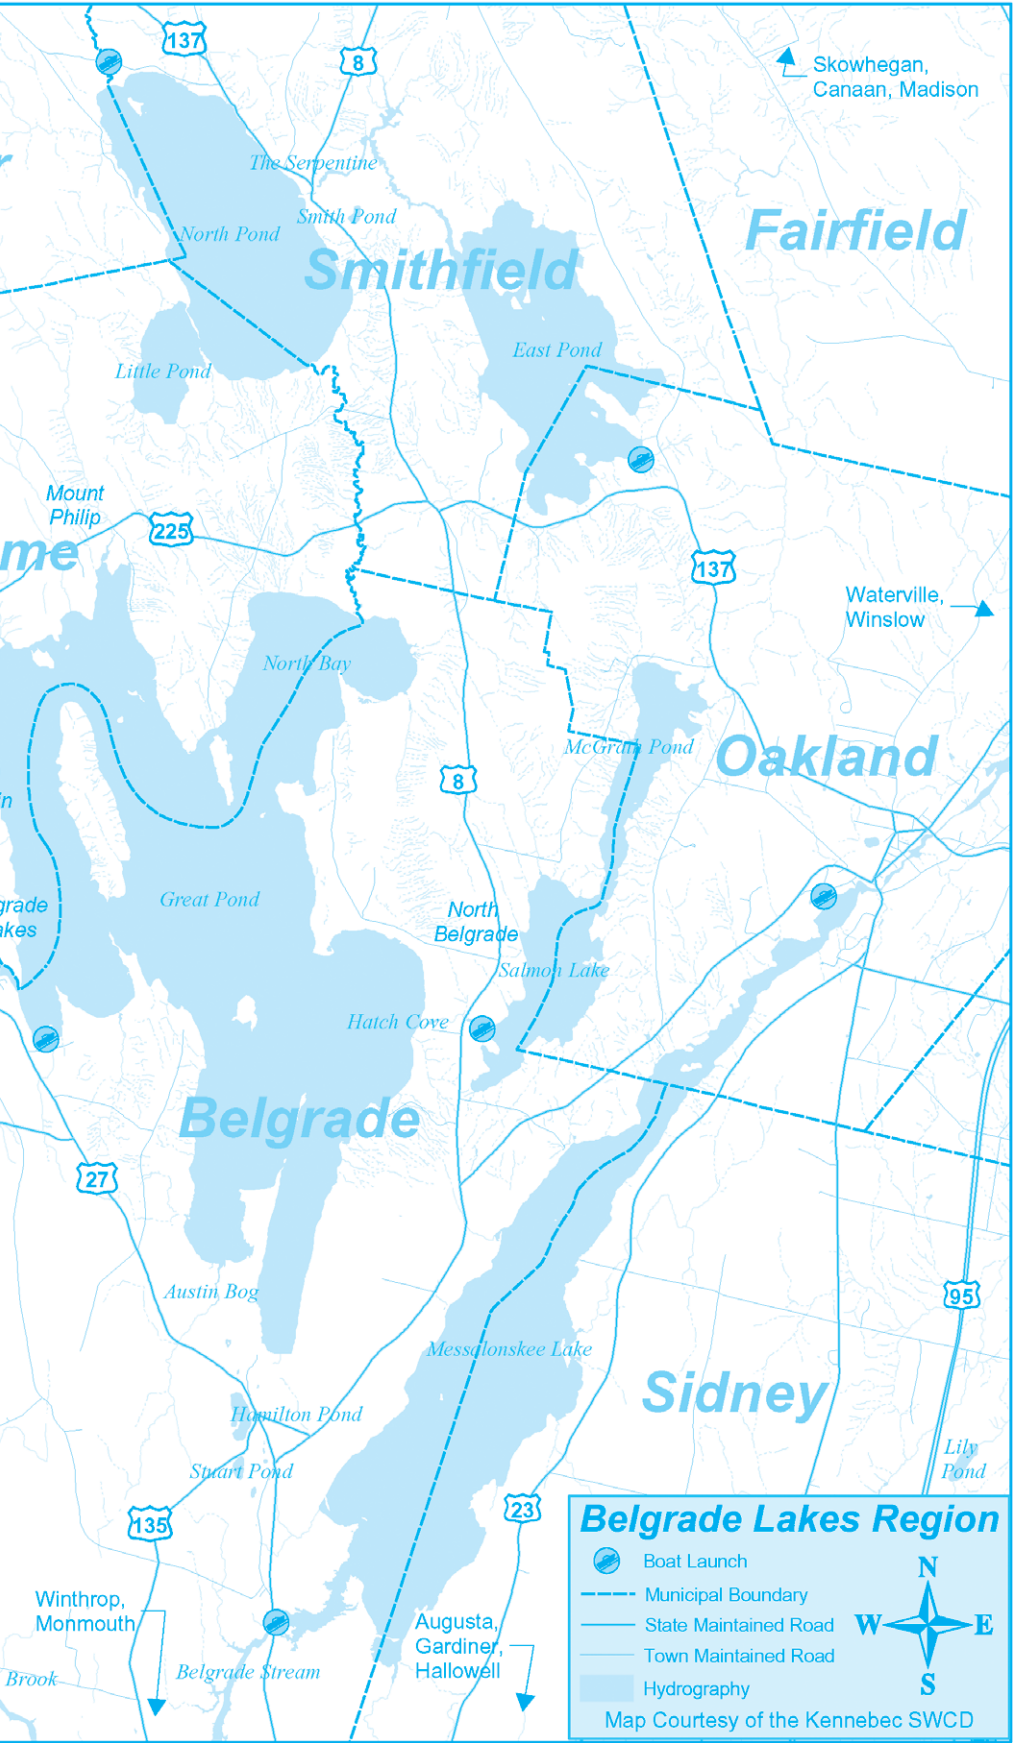 137
8
Skowhegan,
Canaan, Madison
r
The Serpentine
Smith Pond
North Pond
Fairfield
Smithfield
East Pond
Little Pond
Mount
Philip
225
me
137
Waterville,
Winslow
North Bay
McGrath Pond
Oakland
8
in
Great Pond
grade
akes
North
Belgrade
Salmon Lake
Hatch Cove
Belgrade
27
95
Austin Bog
Messalonskee Lake
Sidney
Hamilton Pond
Lily
Pond
Stuart Pond
135
23
Belgrade Lakes Region
Boat Launch
Municipal Boundary
State Maintained Road
Town Maintained Road
Hydrography
N
W
E
S
Map Courtesy of the Kennebec SWCD
Winthrop,
Monmouth
Augusta,
Gardiner,
Hallowell
Belgrade Stream
Brook